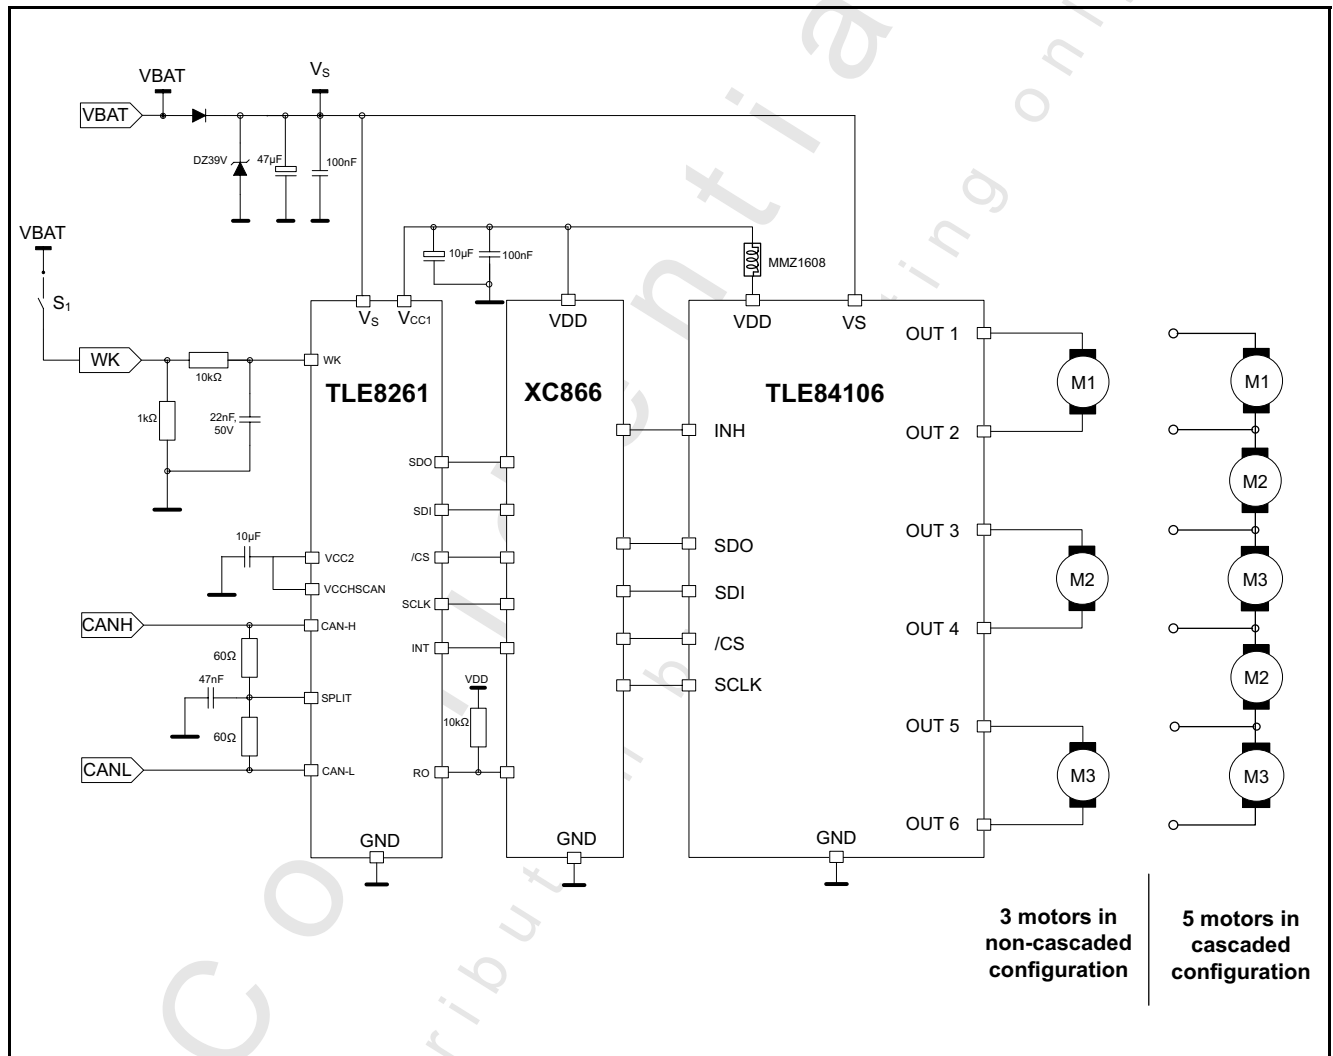 VBAT
V_S
VBAT
DZ39V
47µF
100nF
VBAT
S1
10µF
100nF
MMZ1608
V_S
V_CC1
VDD
VDD
VS
WK
10kΩ
WK
1kΩ
22nF,
50V
TLE8261
XC866
TLE84106
OUT 1
M1
M1
INH
OUT 2
SDO
M2
SDI
10µF
VCC2
/CS
SDO
OUT 3
VCCHSCAN
SCLK
SDI
M2
M3
CANH
CAN-H
INT
/CS
OUT 4
60Ω
47nF
SPLIT
VDD
SCLK
M2
60Ω
10kΩ
OUT 5
CANL
CAN-L
RO
M3
M3
OUT 6
GND
GND
GND
3 motors in
non-cascaded
configuration
5 motors in
cascaded
configuration